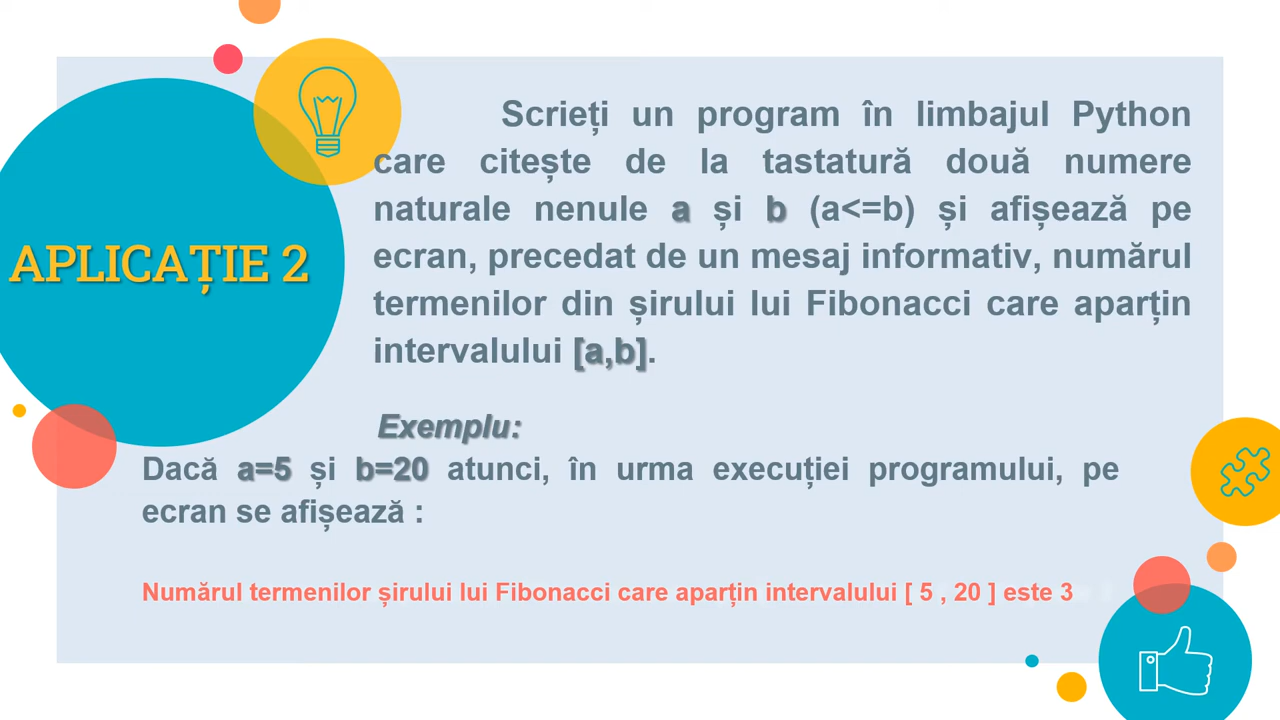 APLICAȚIE 2
Scrieți un program în limbajul Python
care citește de la tastatură două numere
naturale nenule a și b (a<=b) și afișează pe
ecran, precedat de un mesaj informativ, numărul
termenilor din șirului lui Fibonacci care aparțin
intervalului [a,b].
Exemplu:
Dacă a=5 și b=20 atunci, în urma execuției programului, pe
ecran se afișează :
Numărul termenilor șirului lui Fibonacci care aparțin intervalului [ 5 , 20 ] este 3